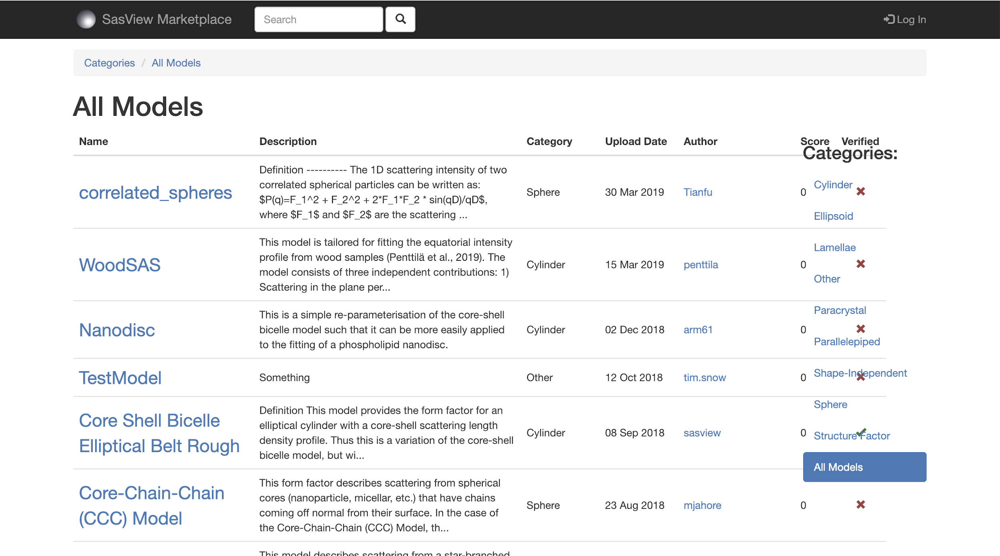 SasView Marketplace
Search
Log In
Categories / All Models
All Models
Name Description Category Upload Date Author Score Verified
correlated_spheres
Definition ---------- The 1D scattering intensity of two
correlated spherical particles can be written as:
$P(q)=F_1^2 + F_2^2 + 2*F_1*F_2 * sin(qD)/qD$,
where $F_1$ and $F_2$ are the scattering ...
Sphere
30 Mar 2019
Tianfu
0
WoodSAS
This model is tailored for fitting the equatorial intensity
profile from wood samples (Penttilä et al., 2019). The
model consists of three independent contributions: 1)
Scattering in the plane per...
Cylinder
15 Mar 2019
penttila
0
Nanodisc
This is a simple re-parameterisation of the core-shell
bicelle model such that it can be more easily applied
to the fitting of a phospholipid nanodisc.
Cylinder
02 Dec 2018
arm61
0
TestModel
Something
Other
12 Oct 2018
tim.snow
0
Core Shell Bicelle
Elliptical Belt Rough
Definition This model provides the form factor for an
elliptical cylinder with a core-shell scattering length
density profile. Thus this is a variation of the core-shell
bicelle model, but wi...
Cylinder
08 Sep 2018
sasview
0
Core-Chain-Chain
(CCC) Model
This form factor describes scattering from spherical
cores (nanoparticle, micellar, etc.) that have chains
coming off normal from their surface. In the case of
the Core-Chain-Chain (CCC) Model, th...
Sphere
23 Aug 2018
mjahore
0
This model describes scattering from a star-branched
Categories:
Cylinder
Ellipsoid
Lamellae
Other
Paracrystal
Parallelepiped
Shape-Independent
Sphere
Structure Factor
All Models